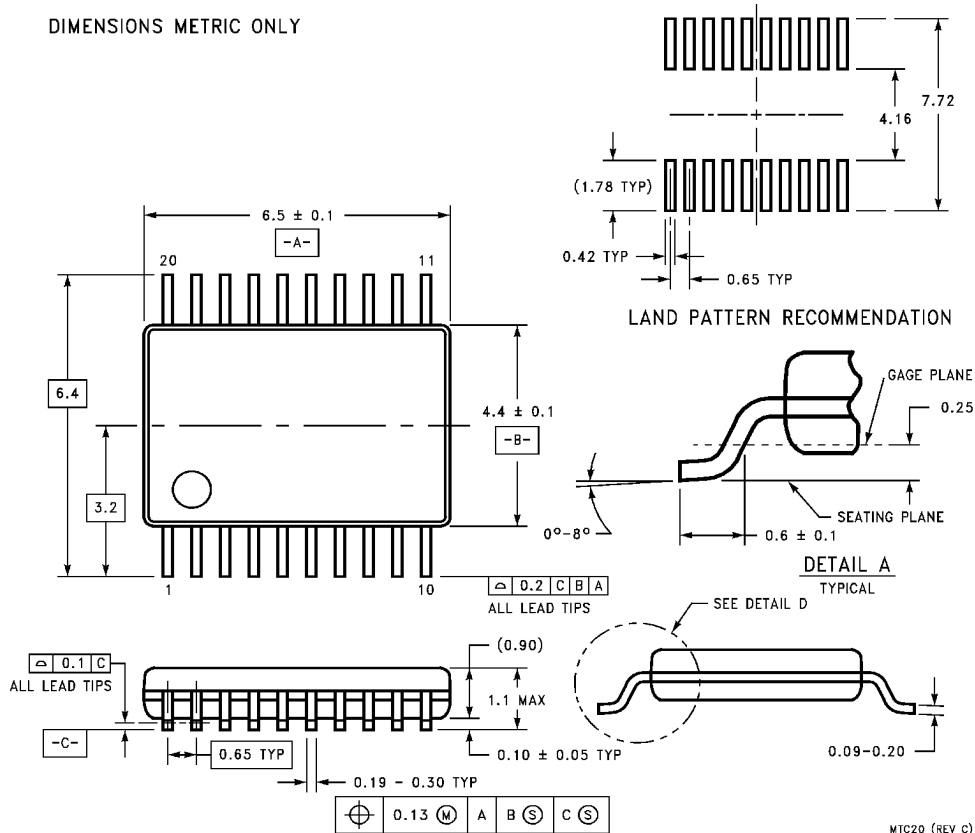 DIMENSIONS METRIC ONLY
7.72
4.16
(1.78 TYP)
0.42 TYP
0.65 TYP
LAND PATTERN RECOMMENDATION
6.5 ± 0.1
-A-
20
11
6.4
3.2
4.4 ± 0.1
-B-
1
10
⌓ 0.2 C B A
ALL LEAD TIPS
GAGE PLANE
0.25
SEATING PLANE
0°-8°
0.6 ± 0.1
DETAIL A
TYPICAL
SEE DETAIL D
(0.90)
⌓ 0.1 C
ALL LEAD TIPS
1.1 MAX
-C-
0.65 TYP
0.10 ± 0.05 TYP
0.09-0.20
0.19 - 0.30 TYP
⌖ 0.13 Ⓜ A B Ⓢ C Ⓢ
MTC20 (REV C)